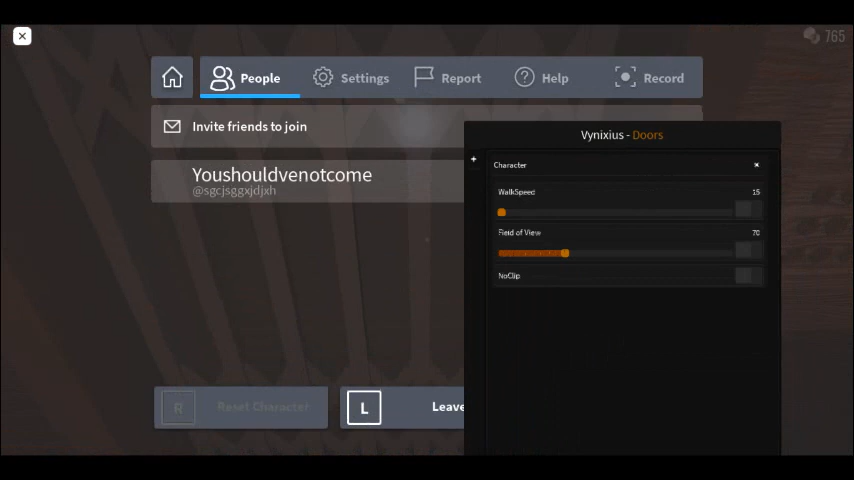 765
People
Settings
Report
Help
Record
Invite friends to join
Vynixius - Doors
Character
Youshouldvenotcome
@sgcjsggxjdjxh
WalkSpeed
15
Field of View
70
NoClip
R
Reset Character
L
Leave